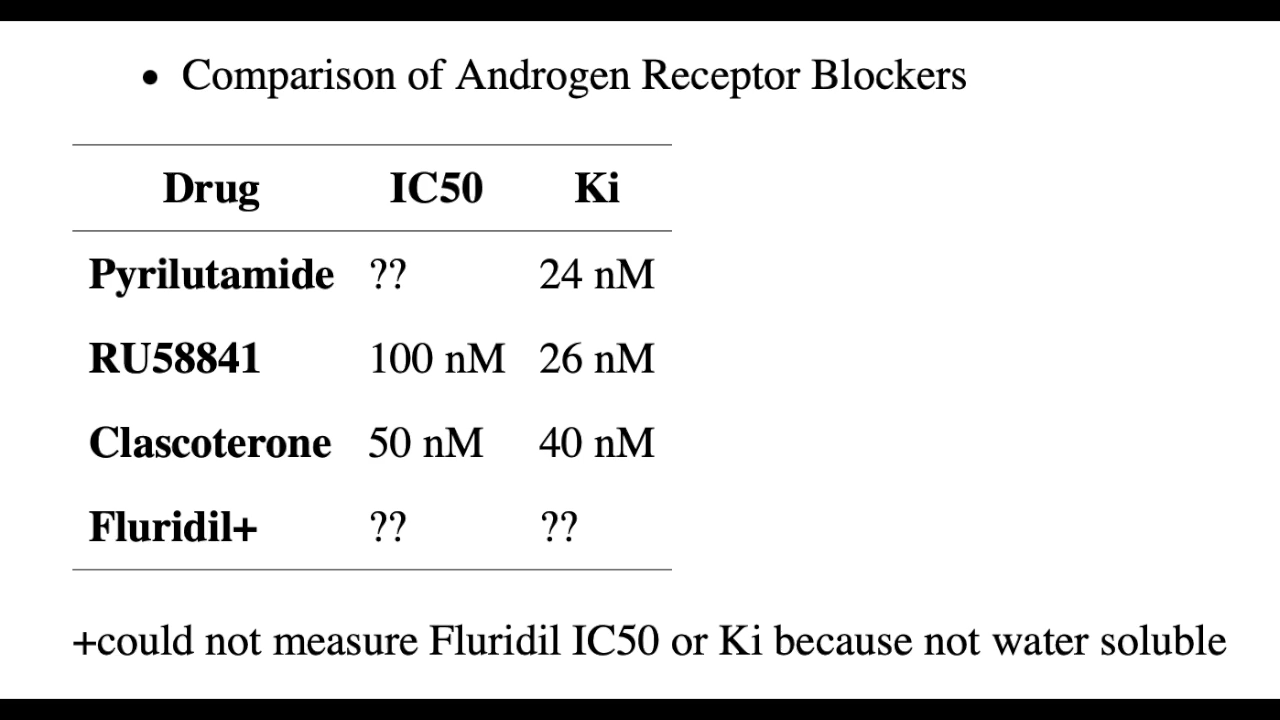 • Comparison of Androgen Receptor Blockers
Drug IC50 Ki
Pyrilutamide ?? 24 nM
RU58841 100 nM 26 nM
Clascoterone 50 nM 40 nM
Fluridil+ ?? ??
+could not measure Fluridil IC50 or Ki because not water soluble